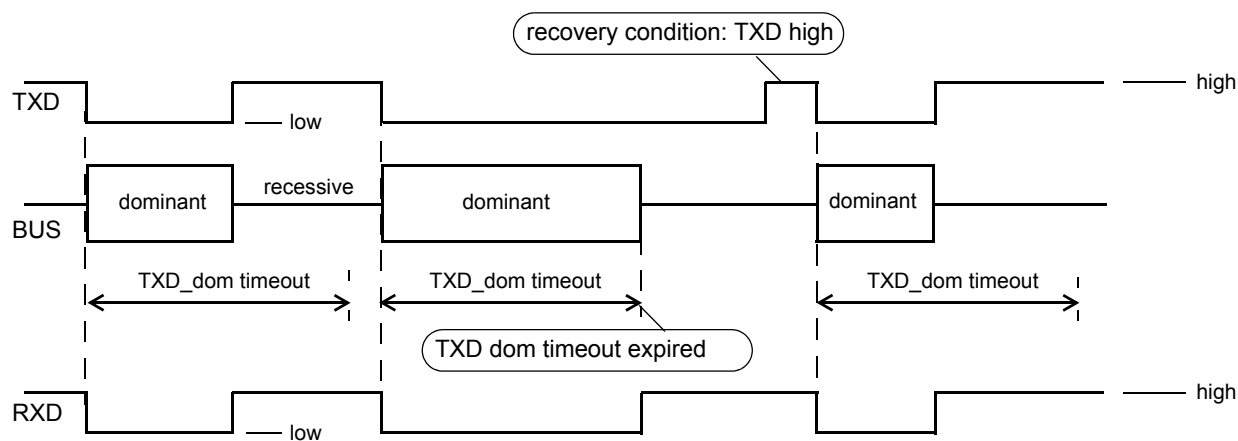 recovery condition: TXD high
TXD
high
low
dominant
recessive
dominant
dominant
BUS
TXD_dom timeout
TXD_dom timeout
TXD_dom timeout
TXD dom timeout expired
RXD
high
low